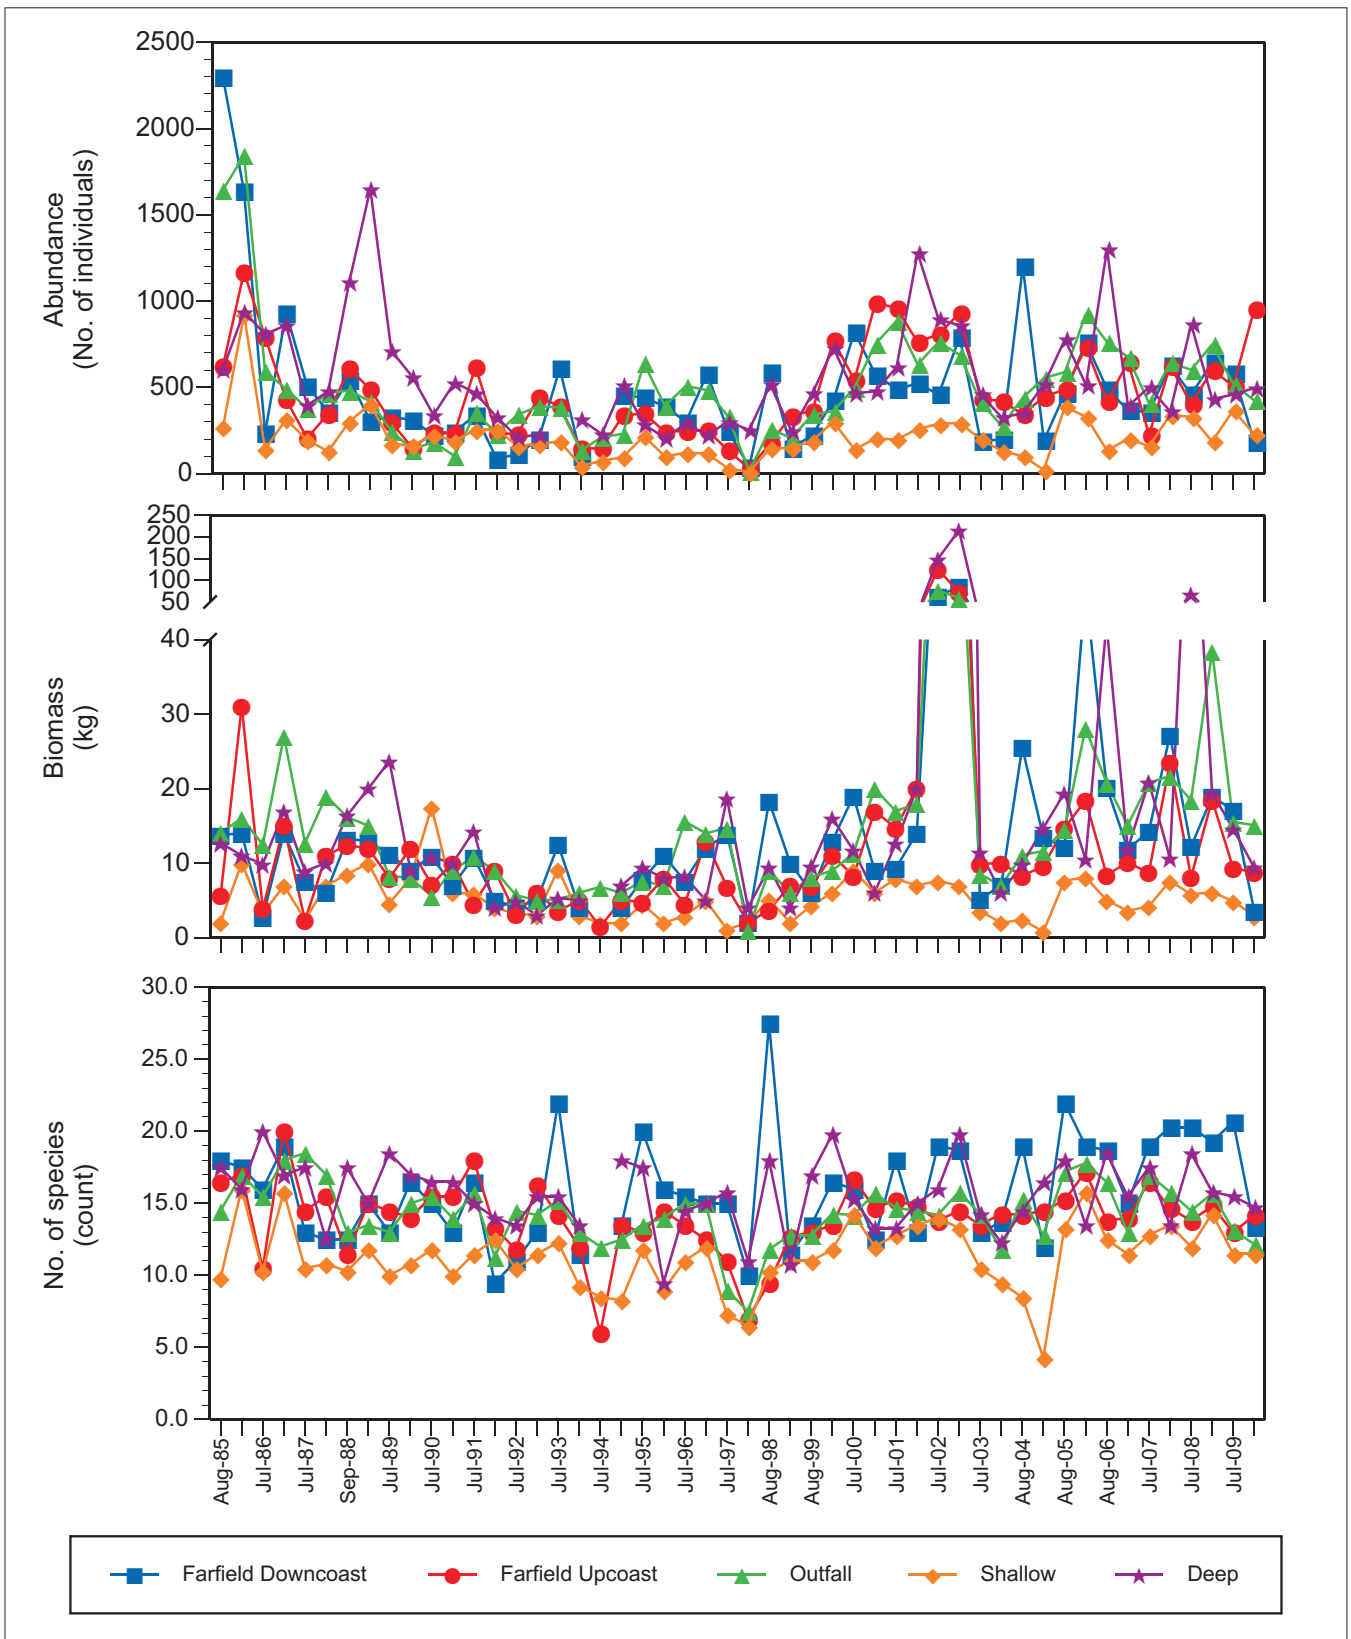 2500
2000
1500
1000
500
0
Abundance
(No. of individuals)
250
200
150
100
50
40
30
20
10
0
Biomass
(kg)
30.0
25.0
20.0
15.0
10.0
5.0
0.0
No. of species
(count)
Aug-85
Jul-86
Jul-87
Sep-88
Jul-89
Jul-90
Jul-91
Jul-92
Jul-93
Jul-94
Jul-95
Jul-96
Jul-97
Aug-98
Aug-99
Jul-00
Jul-01
Jul-02
Jul-03
Aug-04
Aug-05
Aug-06
Jul-07
Jul-08
Jul-09
Farfield Downcoast
Farfield Upcoast
Outfall
Shallow
Deep